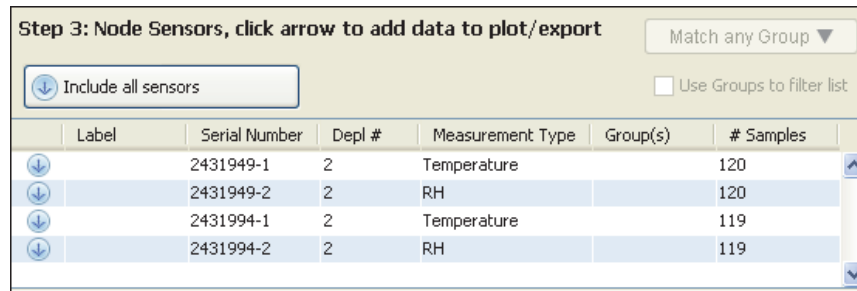 Step 3: Node Sensors, click arrow to add data to plot/export
Match any Group ▼
Include all sensors
Use Groups to filter list
Label Serial Number Depl # Measurement Type Group(s) # Samples
2431949-1 2 Temperature 120
2431949-2 2 RH 120
2431994-1 2 Temperature 119
2431994-2 2 RH 119